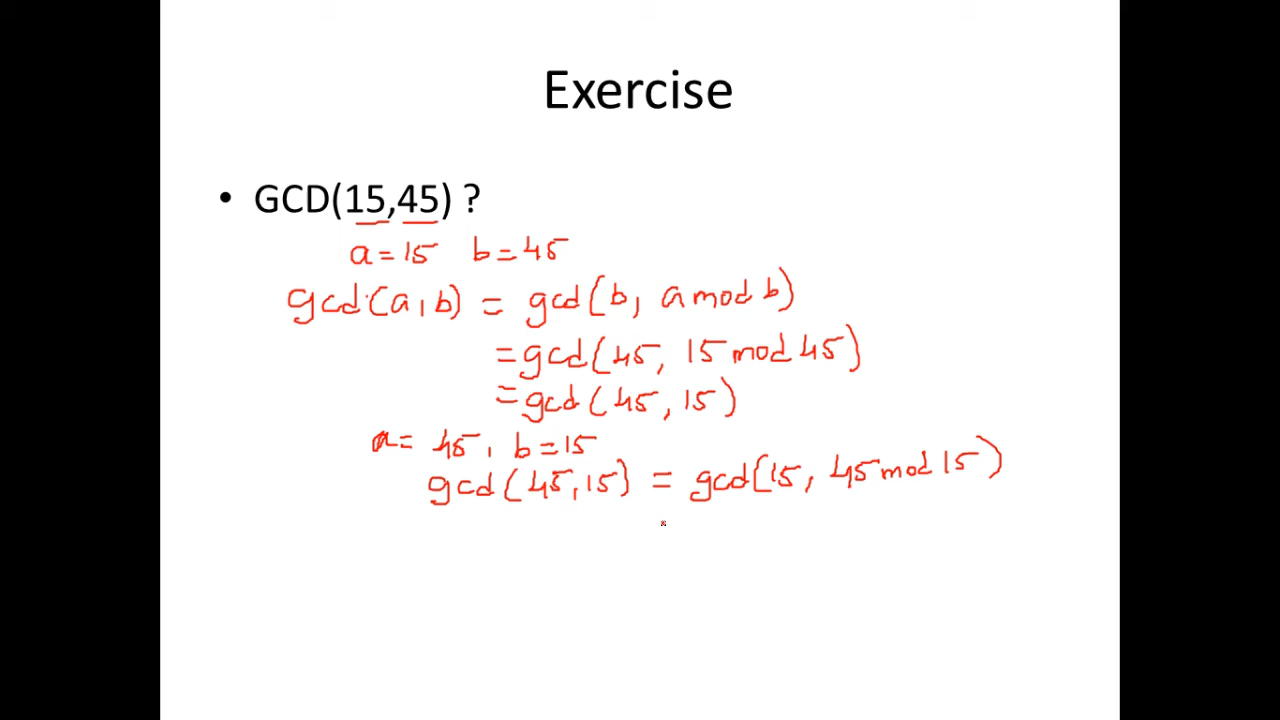 Exercise
• GCD(15,45) ?
a = 15 b = 45
gcd(a, b) = gcd(b, a mod b)
= gcd(45, 15 mod 45)
= gcd(45, 15)
a = 45, b = 15
gcd(45, 15) = gcd(15, 45 mod 15)